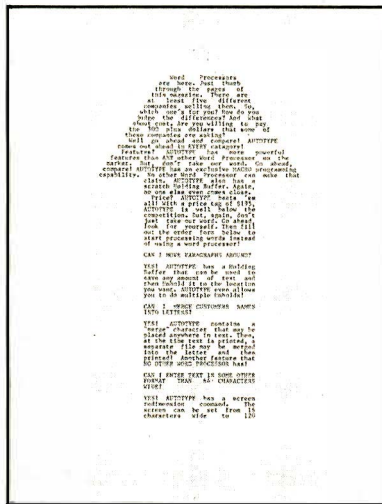 Word Processors
are here. Just thumb
through the pages of
this magazine. There are
at least five different
companies selling them. So,
which one's for you? How do you
judge the differences? And what
about cost. Are you willing to pay
the 300 plus dollars that some of
those companies are asking?
Well go ahead and compare! AUTOTYPE
comes out ahead in EVERY category!
Features? AUTOTYPE has more powerful
features than ANY other Word Processor on the
market. But, don't take our word. Go ahead,
compare! AUTOTYPE has an exclusive MACRO programming
capability. No other Word Processor can make that
claim. AUTOTYPE also has a
scratch Holding Buffer. Again,
no one else even comes close.
Price? AUTOTYPE beats 'em
all! With a price tag of
AUTOTYPE is well below the
competition. But, again, don't
just take our word. Go ahead,
look for yourself. Then fill
out the order form below to
start processing words instead
of using a word processor!
CAN I MOVE PARAGRAPHS AROUND?
YES! AUTOTYPE has a Holding
Buffer that can be used to
save any amount of text and
then Unhold it to the location
you want. AUTOTYPE even allows
you to do multiple Unholds!
CAN I MERGE CUSTOMERS NAMES
INTO LETTERS?
YES! AUTOTYPE contains a
"merge" character that may be
placed anywhere in text. Then,
at the time text is printed, a
separate file may be merged
into the letter and then
printed! Another feature that
NO OTHER WORD PROCESSOR has!
CAN I ENTER TEXT IN SOME OTHER
FORMAT THAN 64 CHARACTERS
WIDE?
YES! AUTOTYPE has a screen
redimension command. The
screen can be set from 16
characters wide to 128